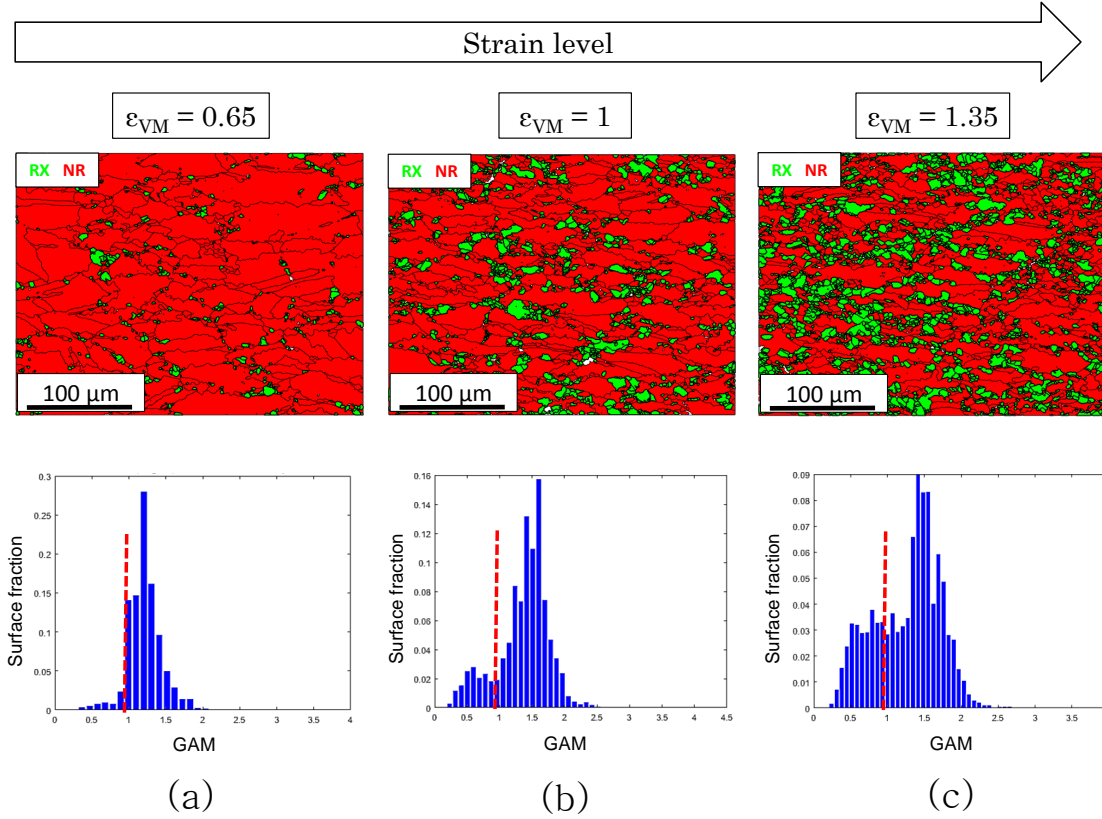 Strain level
εVM = 0.65
εVM = 1
εVM = 1.35
RX NR
RX NR
RX NR
100 μm
100 μm
100 μm
0.3
0.25
0.2
0.15
0.1
0.05
0
Surface fraction
0 0.5 1 1.5 2 2.5 3 3.5 4
GAM
0.16
0.14
0.12
0.10
0.08
0.06
0.04
0.02
0
Surface fraction
0 0.5 1 1.5 2 2.5 3 3.5 4 4.5
GAM
0.09
0.08
0.07
0.06
0.05
0.04
0.03
0.02
0.01
0
Surface fraction
0 0.5 1 1.5 2 2.5 3 3.5
GAM
(a)
(b)
(c)